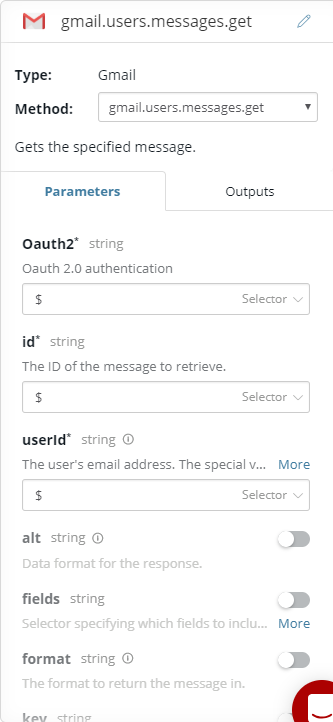 gmail.users.messages.get
Type: Gmail
Method: gmail.users.messages.get
Gets the specified message.
Parameters Outputs
Oauth2* string
Oauth 2.0 authentication
$ Selector
id* string
The ID of the message to retrieve.
$ Selector
userId* string
The user's email address. The special v... More
$ Selector
alt string
Data format for the response.
fields string
Selector specifying which fields to inclu... More
format string
The format to return the message in.
key string